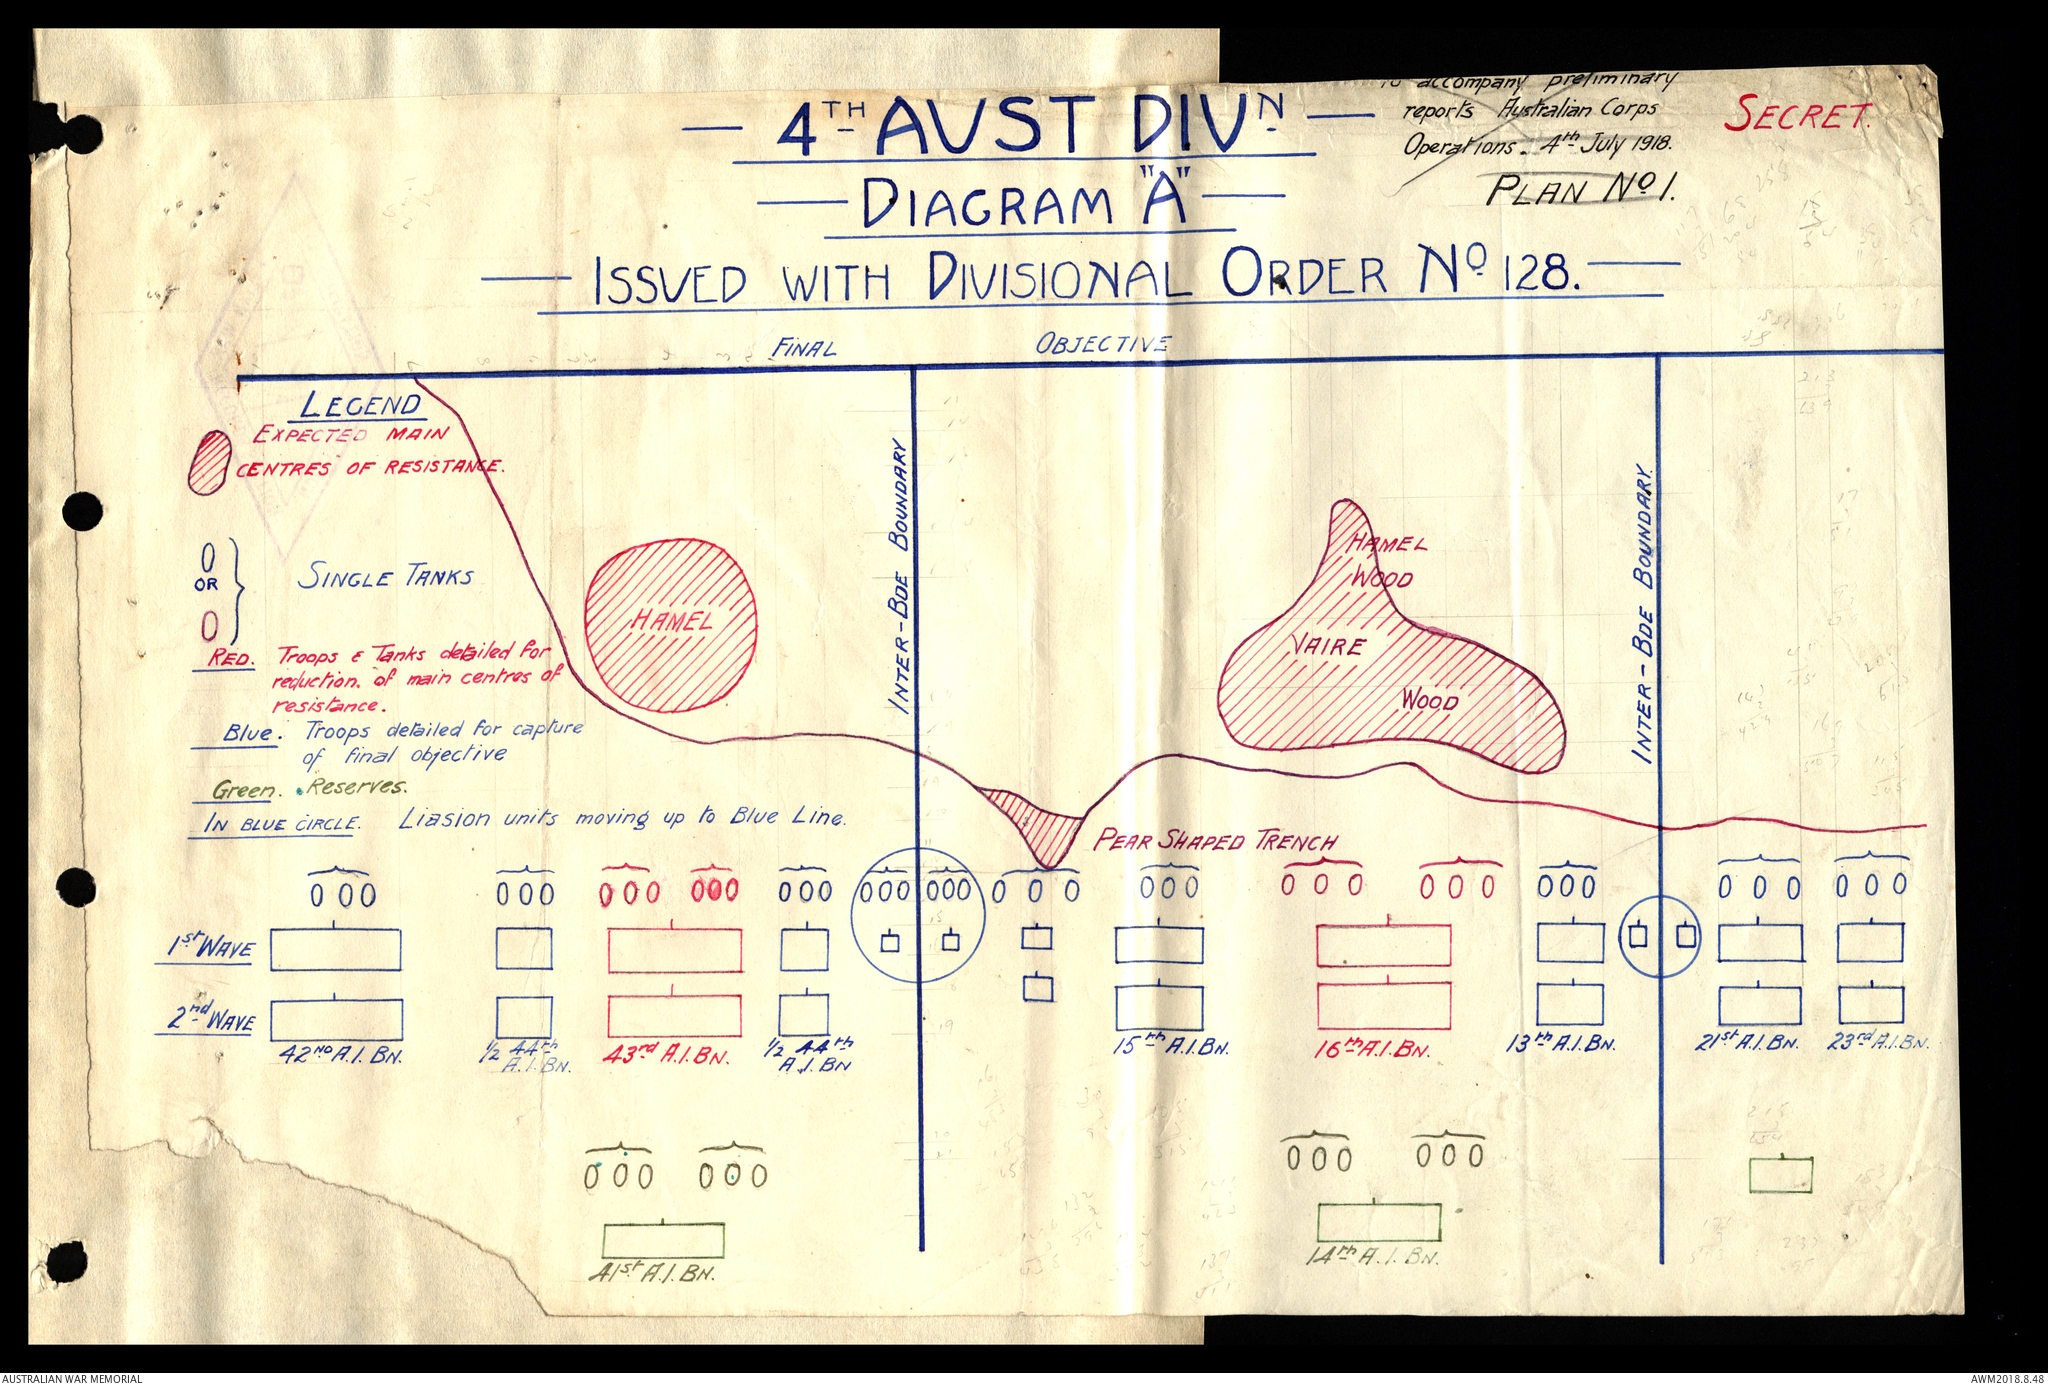 to accompany preliminary
reports Australian Corps
Operations. 4th July 1918.
PLAN No 1.
SECRET.
— 4TH AUST DIVN —
— DIAGRAM "A" —
— ISSUED WITH DIVISIONAL ORDER No 128. —
FINAL OBJECTIVE
LEGEND
EXPECTED MAIN
CENTRES OF RESISTANCE.
0
OR
0
SINGLE TANKS
RED. Troops & Tanks detailed for
reduction. of main centres of
resistance.
Blue. Troops detailed for capture
of final objective
Green. Reserves.
IN BLUE CIRCLE. Liasion units moving up to Blue Line.
HAMEL
INTER-BDE BOUNDARY
HAMEL
WOOD
VAIRE
WOOD
INTER-BDE BOUNDARY
PEAR SHAPED TRENCH
1st WAVE
2nd WAVE
42ND A.I. BN.
1/2 44TH
A.I. BN.
43rd A.I. BN.
1/2 44TH
A.I. BN
15TH A.I. BN.
16TH A.I. BN.
13TH A.I. BN.
21st A.I. BN.
23rd A.I. BN.
41st A.I. BN.
14TH A.I. BN.
AUSTRALIAN WAR MEMORIAL
AWM2018.8.48